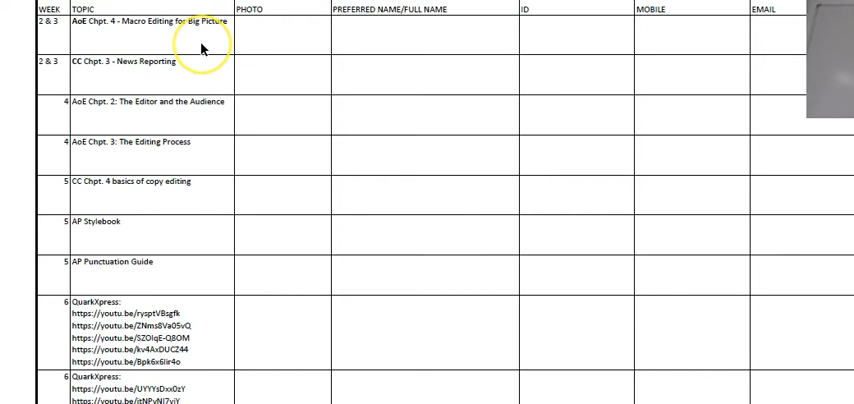 WEEK TOPIC PHOTO PREFERRED NAME/FULL NAME ID MOBILE EMAIL
2 & 3 AoE Chpt. 4 - Macro Editing for Big Picture
2 & 3 CC Chpt. 3 - News Reporting
4 AoE Chpt. 2: The Editor and the Audience
4 AoE Chpt. 3: The Editing Process
5 CC Chpt. 4 basics of copy editing
5 AP Stylebook
5 AP Punctuation Guide
6 QuarkXpress:
https://youtu.be/rysptVBsgfk
https://youtu.be/ZNms8Va05vQ
https://youtu.be/SZOIqE-Q8OM
https://youtu.be/kv4AxDUCZ44
https://youtu.be/Bpk6x6Iir4o
6 QuarkXpress:
https://youtu.be/UYYYsDxx0zY